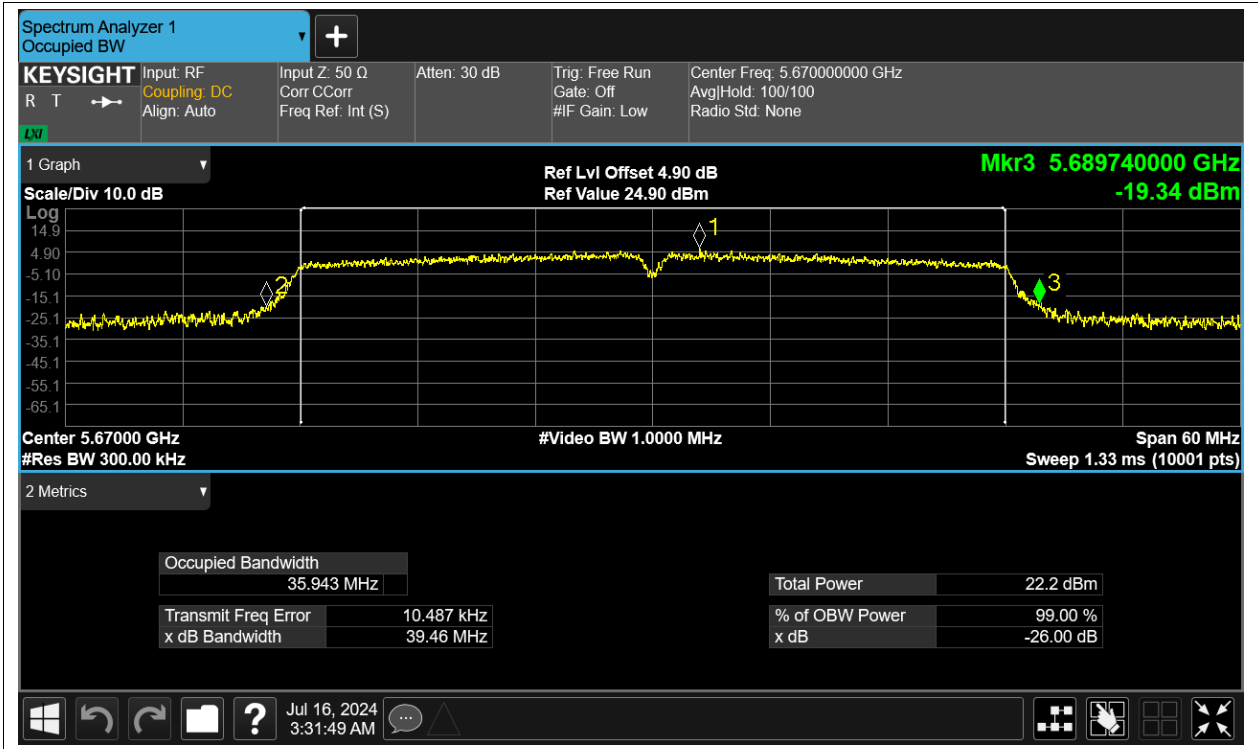 Spectrum Analyzer 1
Occupied BW
KEYSIGHT
R T
LXI
Input: RF
Coupling: DC
Align: Auto
Input Z: 50 Ω
Corr CCorr
Freq Ref: Int (S)
Atten: 30 dB
Trig: Free Run
Gate: Off
#IF Gain: Low
Center Freq: 5.670000000 GHz
Avg|Hold: 100/100
Radio Std: None
1 Graph
Scale/Div 10.0 dB
Ref Lvl Offset 4.90 dB
Ref Value 24.90 dBm
Mkr3 5.689740000 GHz
-19.34 dBm
Log
14.9
4.90
-5.10
-15.1
-25.1
-35.1
-45.1
-55.1
-65.1
1
2
3
Center 5.67000 GHz
#Res BW 300.00 kHz
#Video BW 1.0000 MHz
Span 60 MHz
Sweep 1.33 ms (10001 pts)
2 Metrics
Occupied Bandwidth
35.943 MHz
Transmit Freq Error 10.487 kHz
x dB Bandwidth 39.46 MHz
Total Power 22.2 dBm
% of OBW Power 99.00 %
x dB -26.00 dB
?
Jul 16, 2024
3:31:49 AM